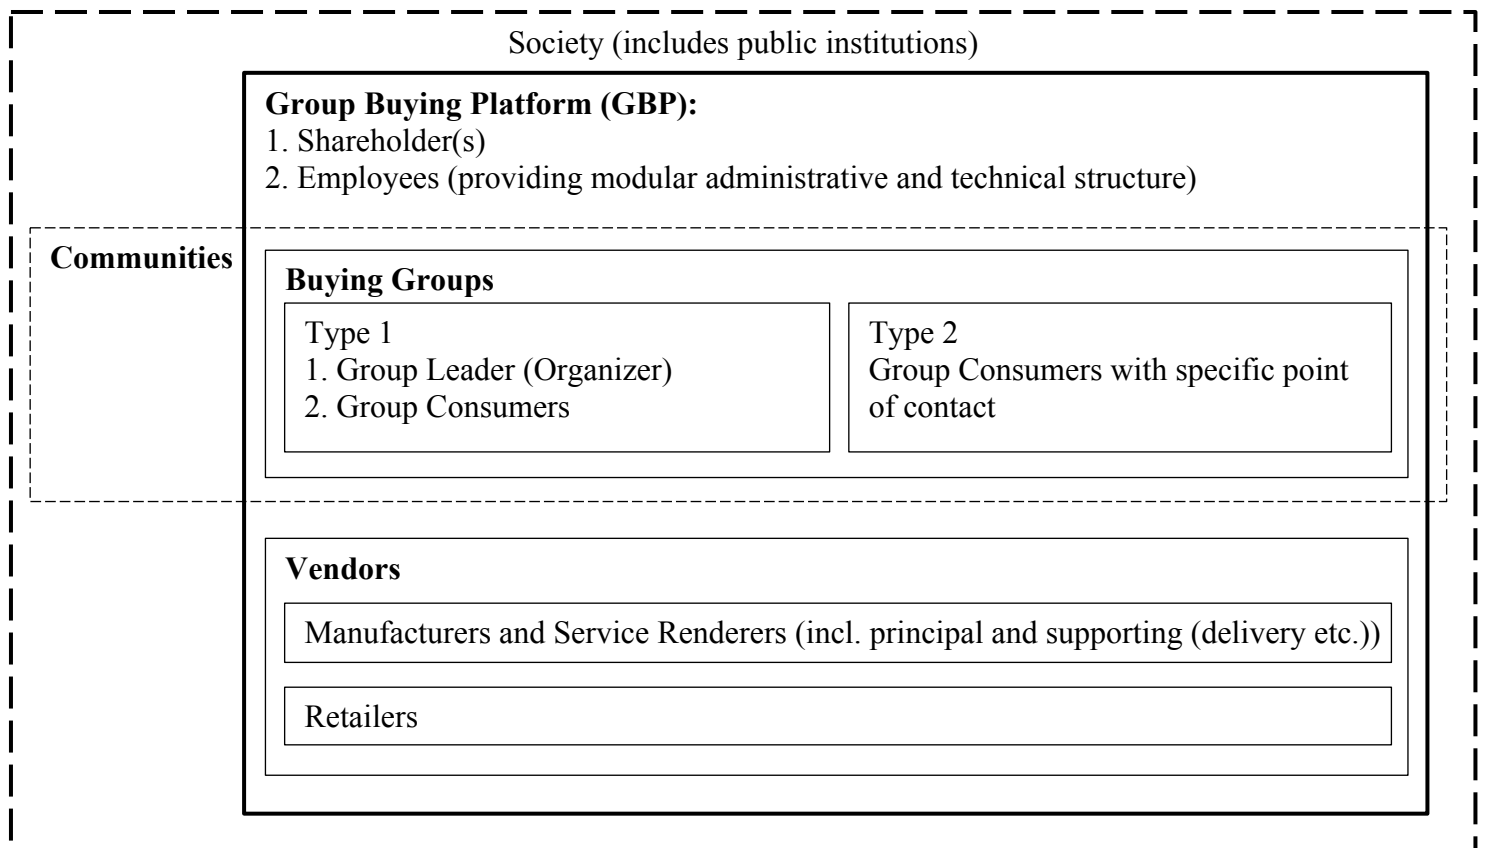 Society (includes public institutions)
Group Buying Platform (GBP):
1. Shareholder(s)
2. Employees (providing modular administrative and technical structure)
Communities
Buying Groups
Type 1
1. Group Leader (Organizer)
2. Group Consumers
Type 2
Group Consumers with specific point
of contact
Vendors
Manufacturers and Service Renderers (incl. principal and supporting (delivery etc.))
Retailers